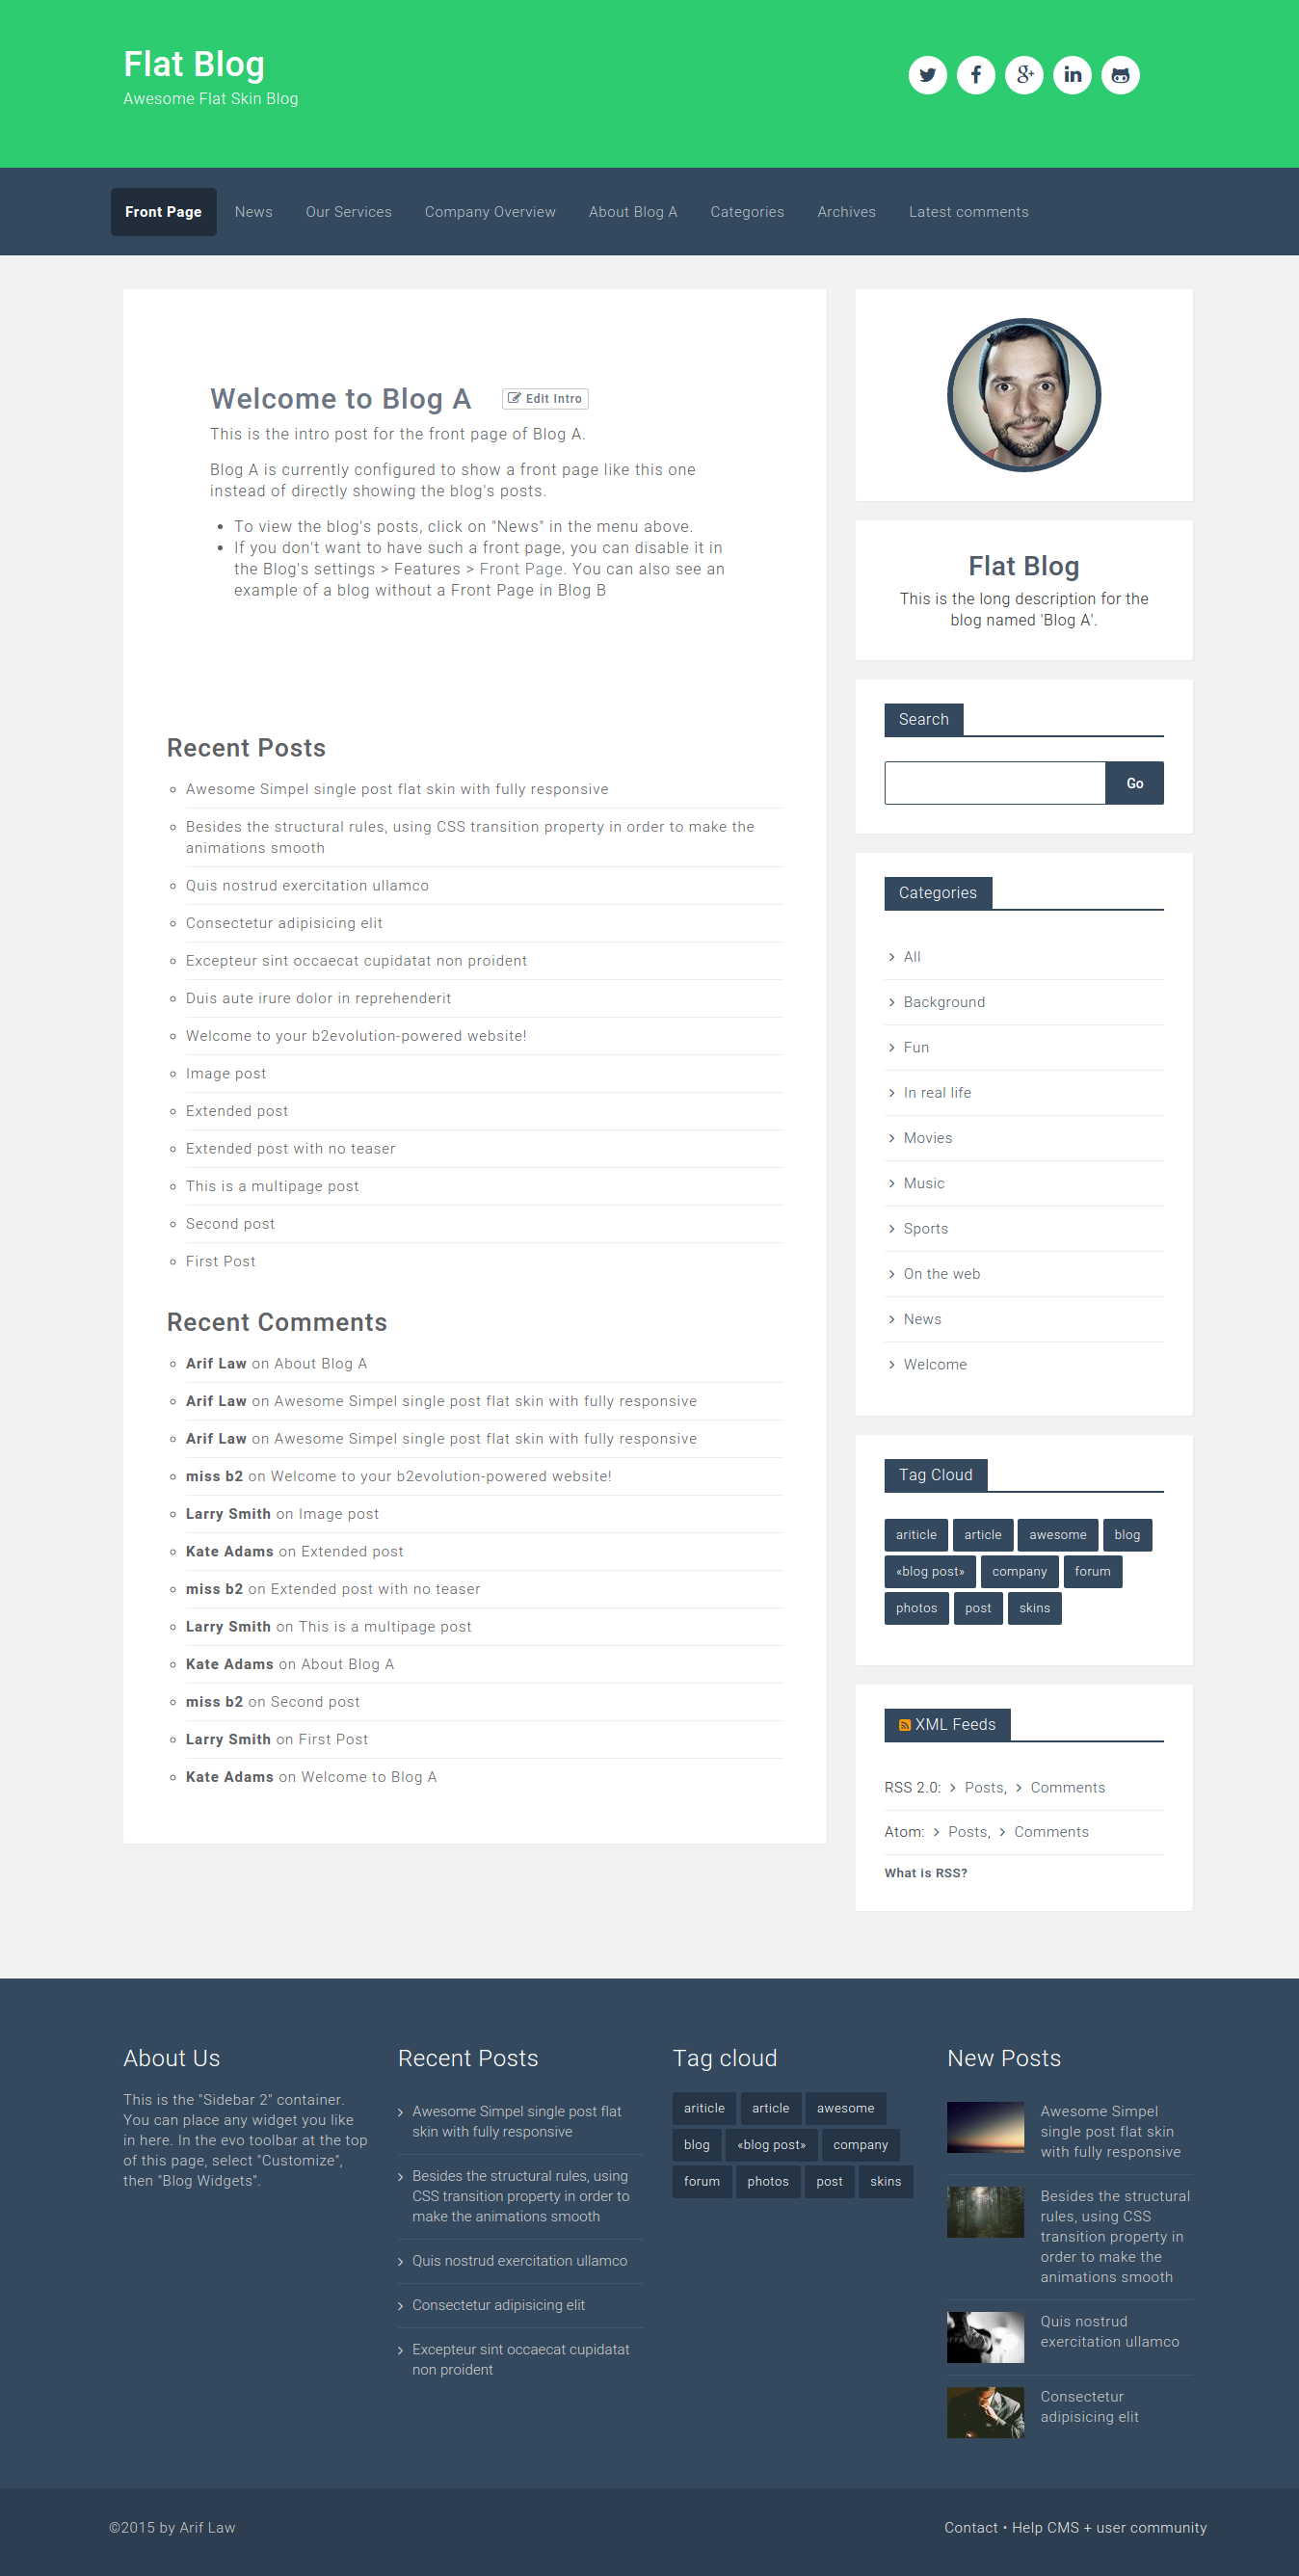 Flat Blog
Awesome Flat Skin Blog
Front Page
News
Our Services
Company Overview
About Blog A
Categories
Archives
Latest comments
Welcome to Blog A
Edit Intro
This is the intro post for the front page of Blog A.
Blog A is currently configured to show a front page like this one
instead of directly showing the blog's posts.
To view the blog's posts, click on "News" in the menu above.
If you don't want to have such a front page, you can disable it in
the Blog's settings > Features > Front Page. You can also see an
example of a blog without a Front Page in Blog B
Recent Posts
Awesome Simpel single post flat skin with fully responsive
Besides the structural rules, using CSS transition property in order to make the
animations smooth
Quis nostrud exercitation ullamco
Consectetur adipisicing elit
Excepteur sint occaecat cupidatat non proident
Duis aute irure dolor in reprehenderit
Welcome to your b2evolution-powered website!
Image post
Extended post
Extended post with no teaser
This is a multipage post
Second post
First Post
Recent Comments
Arif Law on About Blog A
Arif Law on Awesome Simpel single post flat skin with fully responsive
Arif Law on Awesome Simpel single post flat skin with fully responsive
miss b2 on Welcome to your b2evolution-powered website!
Larry Smith on Image post
Kate Adams on Extended post
miss b2 on Extended post with no teaser
Larry Smith on This is a multipage post
Kate Adams on About Blog A
miss b2 on Second post
Larry Smith on First Post
Kate Adams on Welcome to Blog A
Flat Blog
This is the long description for the
blog named 'Blog A'.
Search
Go
Categories
All
Background
Fun
In real life
Movies
Music
Sports
On the web
News
Welcome
Tag Cloud
ariticle article awesome blog
«blog post» company forum
photos post skins
XML Feeds
RSS 2.0: Posts, Comments
Atom: Posts, Comments
What is RSS?
About Us
This is the "Sidebar 2" container.
You can place any widget you like
in here. In the evo toolbar at the top
of this page, select "Customize",
then "Blog Widgets".
Recent Posts
Awesome Simpel single post flat
skin with fully responsive
Besides the structural rules, using
CSS transition property in order to
make the animations smooth
Quis nostrud exercitation ullamco
Consectetur adipisicing elit
Excepteur sint occaecat cupidatat
non proident
Tag cloud
ariticle article awesome
blog «blog post» company
forum photos post skins
New Posts
Awesome Simpel
single post flat skin
with fully responsive
Besides the structural
rules, using CSS
transition property in
order to make the
animations smooth
Quis nostrud
exercitation ullamco
Consectetur
adipisicing elit
©2015 by Arif Law
Contact • Help CMS + user community